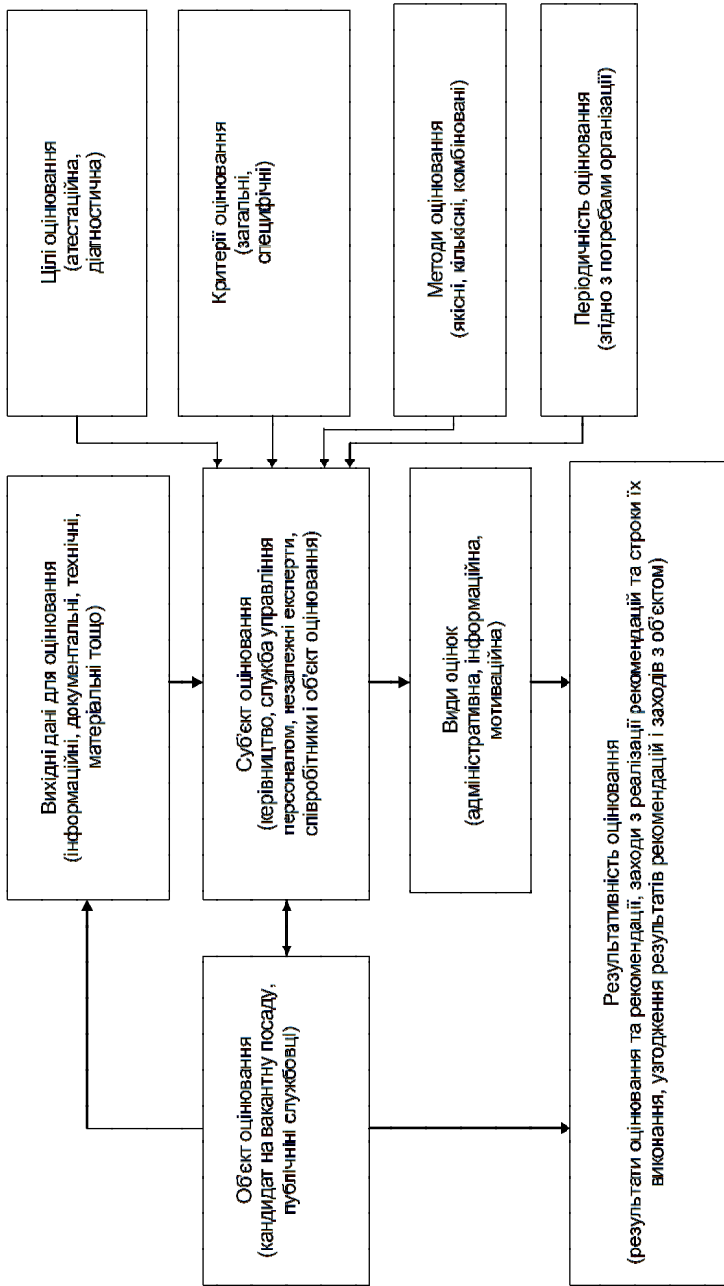 Вихідні дані для оцінювання
(інформаційні, документальні, технічні,
матеріальні тощо)
Цілі оцінювання
(атестаційна,
діагностична)
Об'єкт оцінювання
(кандидат на вакантну посаду,
публічніні службовці)
Суб'єкт оцінювання
(керівництво, служба управління
персоналом, незалежні експерти,
співробітники і об'єкт оцінювання)
Критерії оцінювання
(загальні,
специфічні)
Види оцінок
(адміністративна, інформаційна,
мотиваційна)
Методи оцінювання
(якісні, кількісні, комбіновані)
Періодичність оцінювання
(згідно з потребами організації)
Результативність оцінювання
(результати оцінювання та рекомендації, заходи з реалізації рекомендацій та строки їх
виконання, узгодження результатів рекомендацій і заходів з об'єктом)